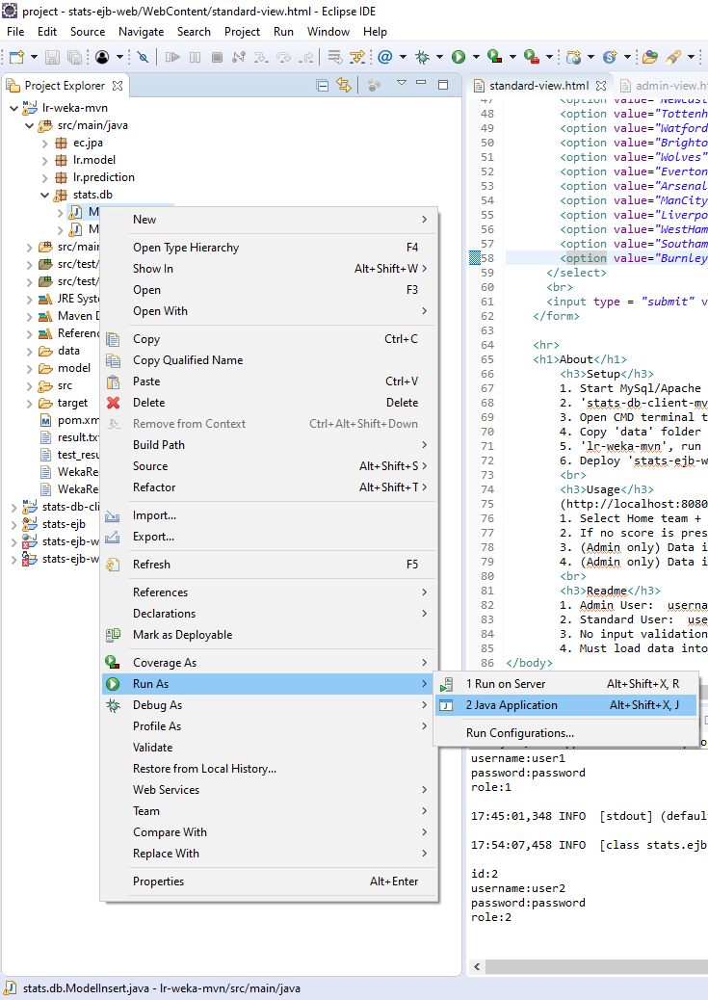 project - stats-ejb-web/WebContent/standard-view.html - Eclipse IDE
File Edit Source Navigate Search Project Run Window Help
Project Explorer
lr-weka-mvn
src/main/java
ec.jpa
lr.model
lr.prediction
stats.db
M
M
src/mai
src/test/
src/test/
JRE Syst
Maven D
Referenc
data
model
src
target
pom.xm
result.tx
test_resu
WekaRe
WekaRe
stats-db-cli
stats-ejb
stats-ejb-w
stats-ejb-w
New
Open Type Hierarchy F4
Show In Alt+Shift+W
Open F3
Open With
Copy Ctrl+C
Copy Qualified Name
Paste Ctrl+V
Delete Delete
Remove from Context Ctrl+Alt+Shift+Down
Build Path
Source Alt+Shift+S
Refactor Alt+Shift+T
Import...
Export...
Refresh F5
References
Declarations
Mark as Deployable
Coverage As
Run As
Debug As
Profile As
Validate
Restore from Local History...
Web Services
Team
Compare With
Replace With
Properties Alt+Enter
1 Run on Server Alt+Shift+X, R
2 Java Application Alt+Shift+X, J
Run Configurations...
standard-view.html admin-view.h
47 <option value="Newcast
48 <option value="Tottenh
49 <option value="Watford
50 <option value="Brighto
51 <option value="Wolves"
52 <option value="Everton
53 <option value="Arsenal
54 <option value="ManCity
55 <option value="Liverpo
56 <option value="WestHam
57 <option value="Southam
58 <option value="Burnley
59 </select>
60 <br>
61 <input type = "submit" v
62 </form>
63
64 <hr>
65 <h1>About</h1>
66 <h3>Setup</h3>
67 1. Start MySql/Apache
68 2. 'stats-db-client-mv
69 3. Open CMD terminal t
70 4. Copy 'data' folder
71 5. 'lr-weka-mvn', run
72 6. Deploy 'stats-ejb-w
73 <br>
74 <h3>Usage</h3>
75 (http://localhost:8080
76 1. Select Home team +
77 2. If no score is pres
78 3. (Admin only) Data i
79 4. (Admin only) Data i
80 <br>
81 <h3>Readme</h3>
82 1. Admin User: userna
83 2. Standard User: use
84 3. No input validation
85 4. Must load data into
86 </body>
username:user1
password:password
role:1
17:45:01,348 INFO [stdout] (defaul
17:54:07,458 INFO [class stats.ejb
id:2
username:user2
password:password
role:2
stats.db.ModelInsert.java - lr-weka-mvn/src/main/java